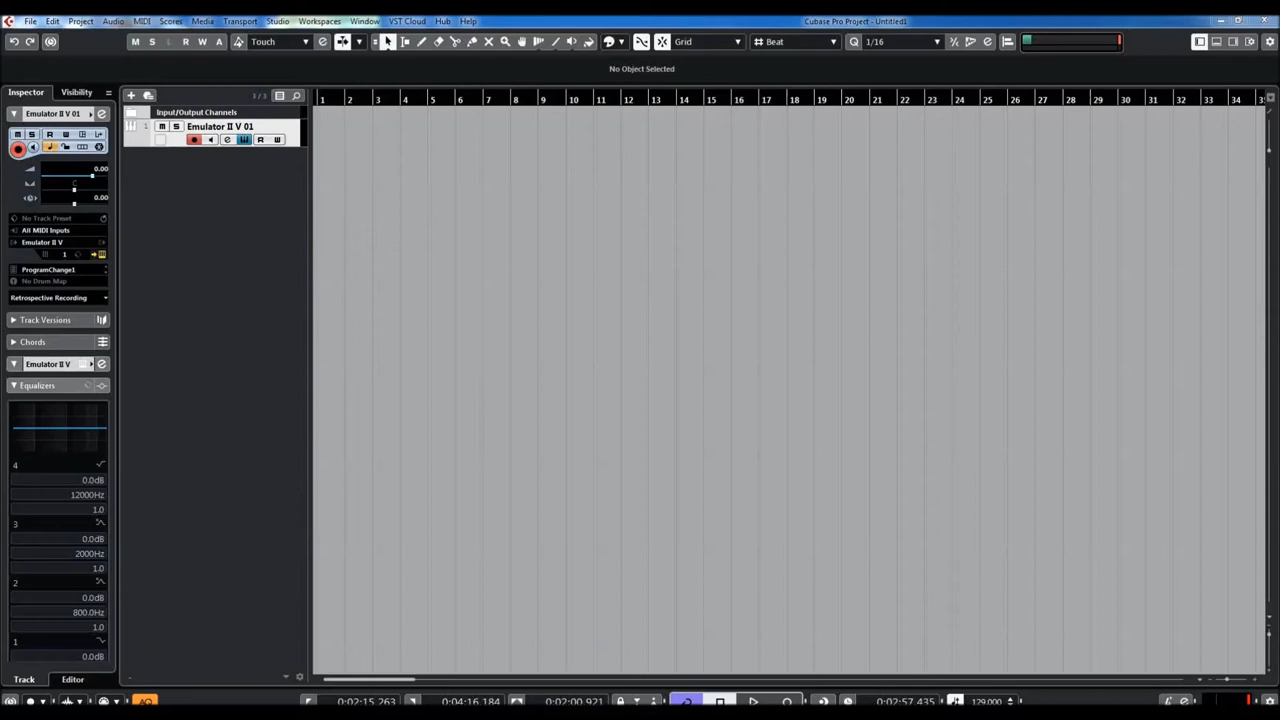 File Edit Project Audio MIDI Scores Media Transport Studio Workspaces Window VST Cloud Hub Help Cubase Pro Project - Untitled1
M S L R W A Touch Grid Beat Q 1/16
No Object Selected
Inspector Visibility
1 2 3 4 5 6 7 8 9 10 11 12 13 14 15 16 17 18 19 20 21 22 23 24 25 26 27 28 29 30 31 32 33 34
Input/Output Channels
Emulator II V 01
1 M S Emulator II V 01
M S R W
R W
0.00
C
0.00
No Track Preset
All MIDI Inputs
Emulator II V
1
ProgramChange1
No Drum Map
Retrospective Recording
Track Versions
Chords
Emulator II V
Equalizers
4
0.0dB
12000Hz
1.0
3
0.0dB
2000Hz
1.0
2
0.0dB
800.0Hz
1.0
1
0.0dB
Track Editor
AQ 0:02:15.263 0:04:16.184 0:02:00.921 0:02:57.435 129.000